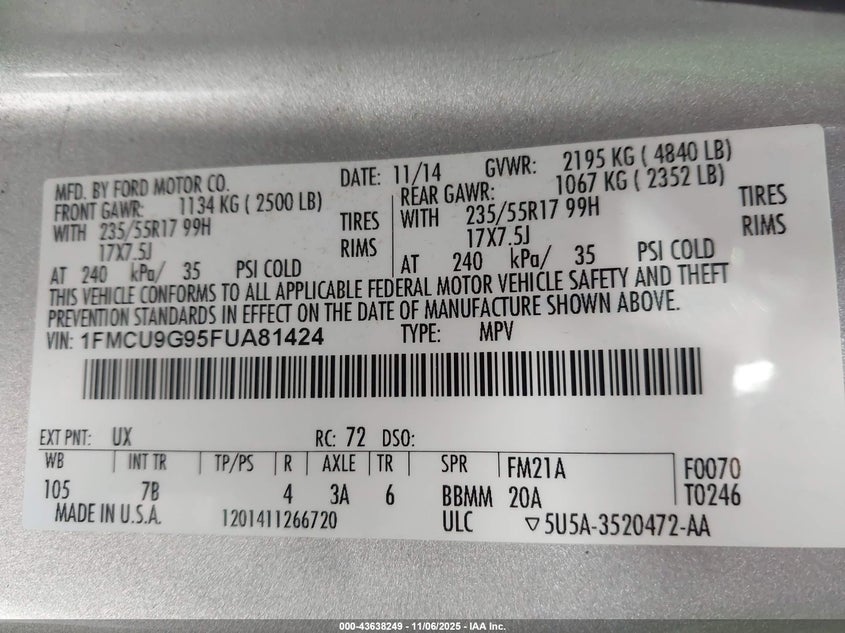 MFD. BY FORD MOTOR CO. DATE: 11/14 GVWR: 2195 KG ( 4840 LB)
FRONT GAWR: 1134 KG ( 2500 LB) REAR GAWR: 1067 KG ( 2352 LB)
WITH 235/55R17 99H TIRES WITH 235/55R17 99H TIRES
17X7.5J RIMS 17X7.5J RIMS
AT 240 kPa/ 35 PSI COLD AT 240 kPa/ 35 PSI COLD
THIS VEHICLE CONFORMS TO ALL APPLICABLE FEDERAL MOTOR VEHICLE SAFETY AND THEFT
PREVENTION STANDARDS IN EFFECT ON THE DATE OF MANUFACTURE SHOWN ABOVE.
VIN: 1FMCU9G95FUA81424 TYPE: MPV
EXT PNT: UX RC: 72 DSO:
WB INT TR TP/PS R AXLE TR SPR FM21A F0070
105 7B 4 3A 6 BBMM 20A T0246
MADE IN U.S.A. 1201411266720 ULC ▽5U5A-3520472-AA
000-43638249 - 11/06/2025 - IAA Inc.